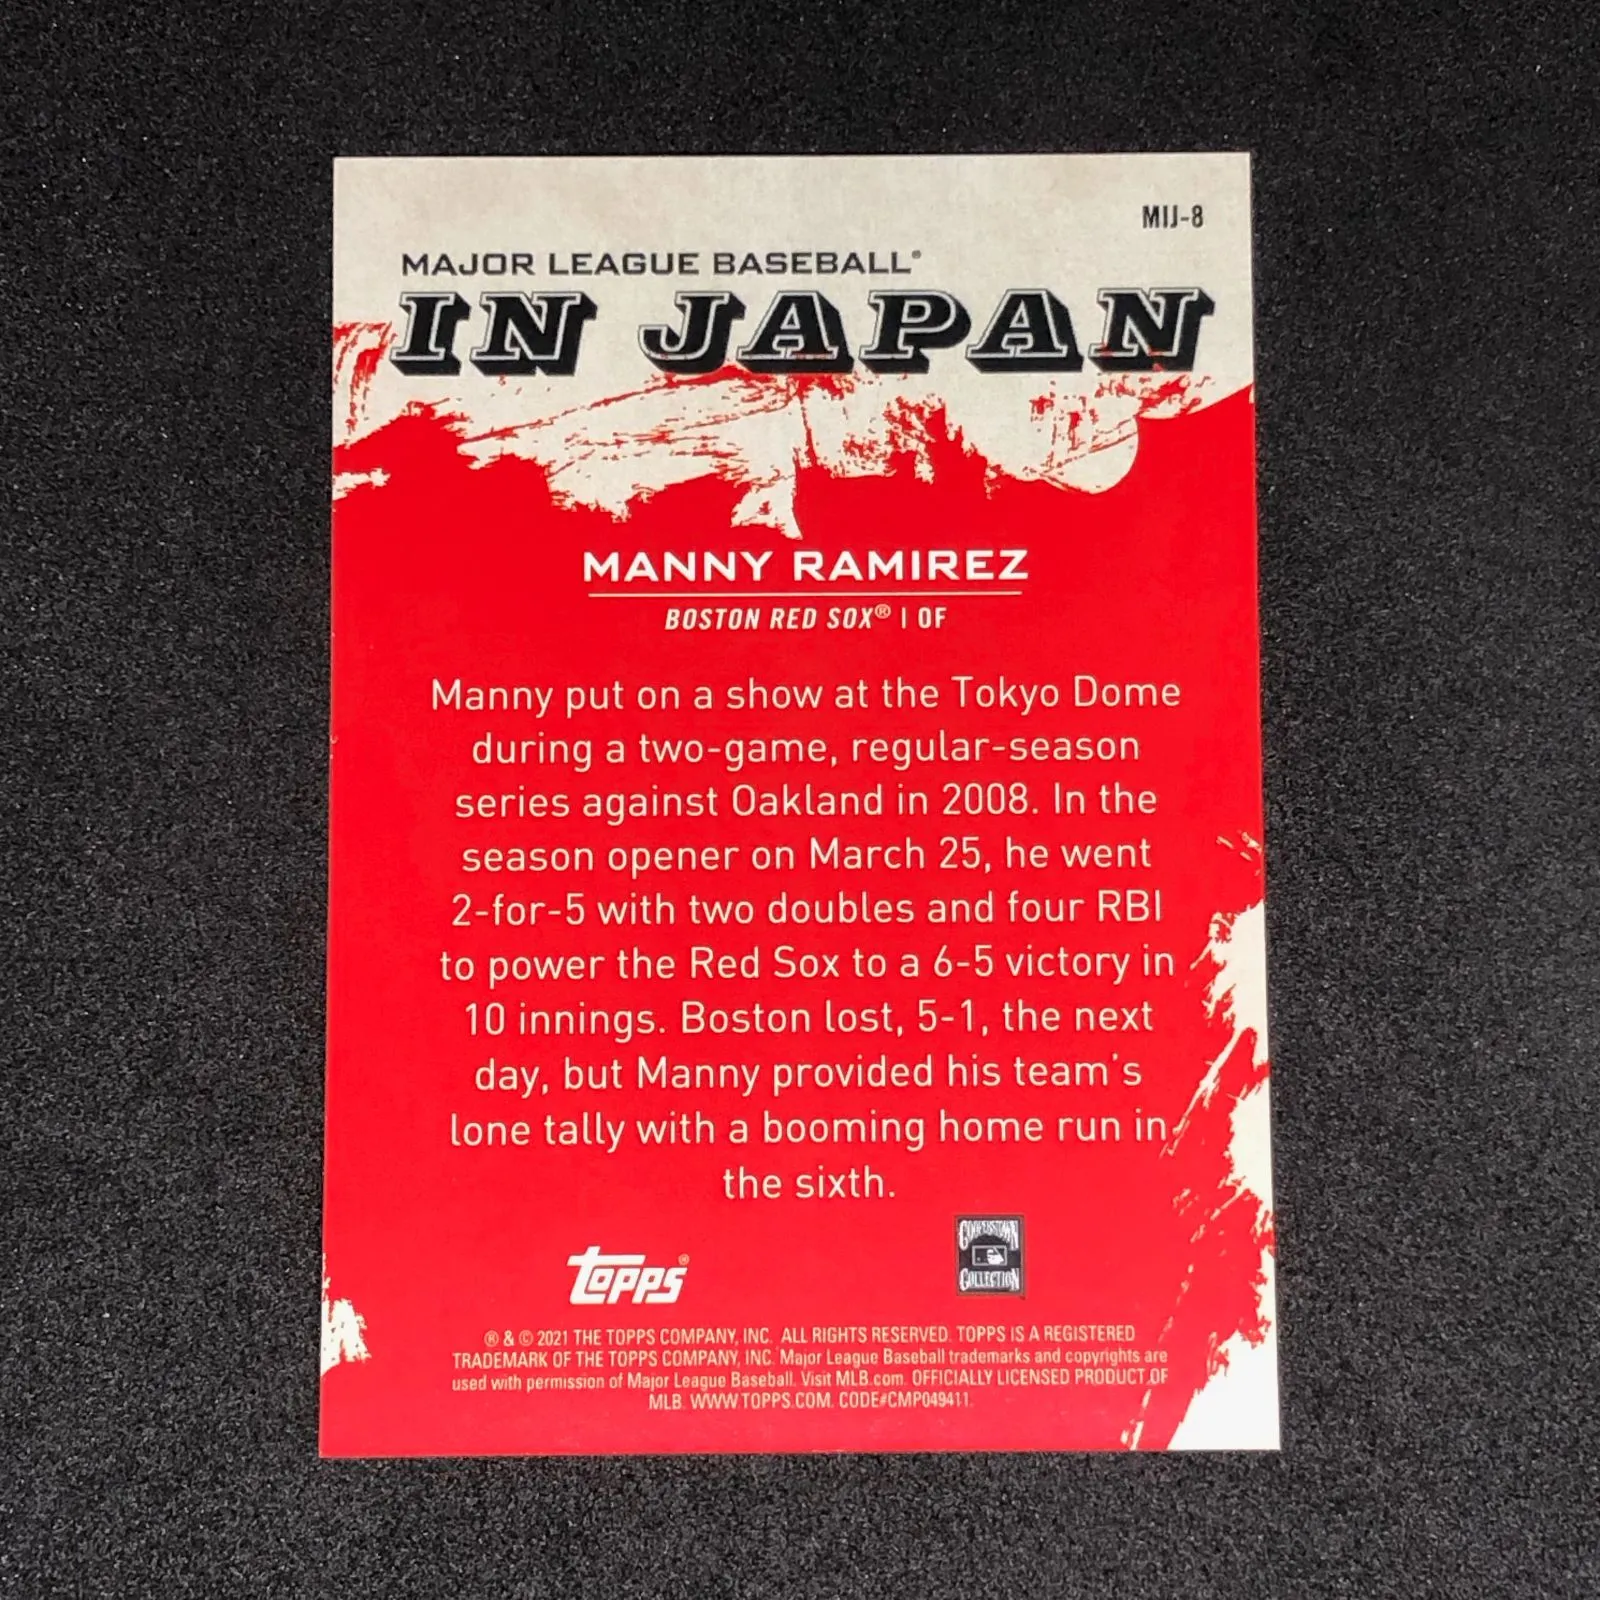 MIJ-8
MAJOR LEAGUE BASEBALL®
IN JAPAN
MANNY RAMIREZ
BOSTON RED SOX® | OF
Manny put on a show at the Tokyo Dome
during a two-game, regular-season
series against Oakland in 2008. In the
season opener on March 25, he went
2-for-5 with two doubles and four RBI
to power the Red Sox to a 6-5 victory in
10 innings. Boston lost, 5-1, the next
day, but Manny provided his team's
lone tally with a booming home run in
the sixth.
topps®
COOPERSTOWN
COLLECTION
® & © 2021 THE TOPPS COMPANY, INC. ALL RIGHTS RESERVED. TOPPS IS A REGISTERED
TRADEMARK OF THE TOPPS COMPANY, INC. Major League Baseball trademarks and copyrights are
used with permission of Major League Baseball. Visit MLB.com. OFFICIALLY LICENSED PRODUCT OF
MLB. WWW.TOPPS.COM. CODE#CMP049411.